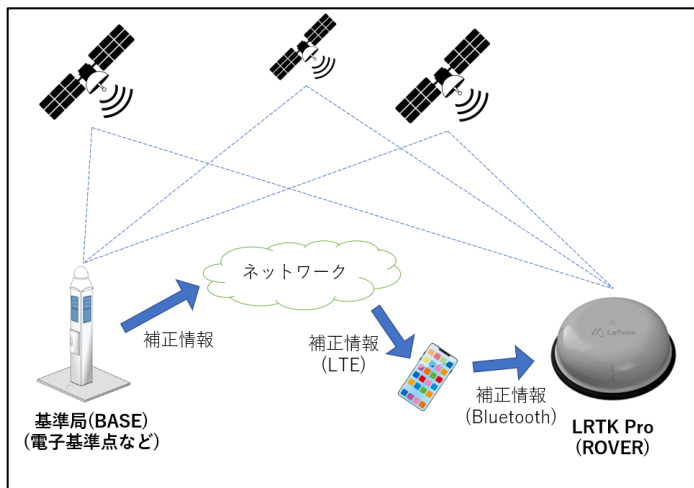 ネットワーク
補正情報
補正情報
(LTE)
補正情報
(Bluetooth)
基準局(BASE)
(電子基準点など)
Lefixea
LRTK Pro
(ROVER)